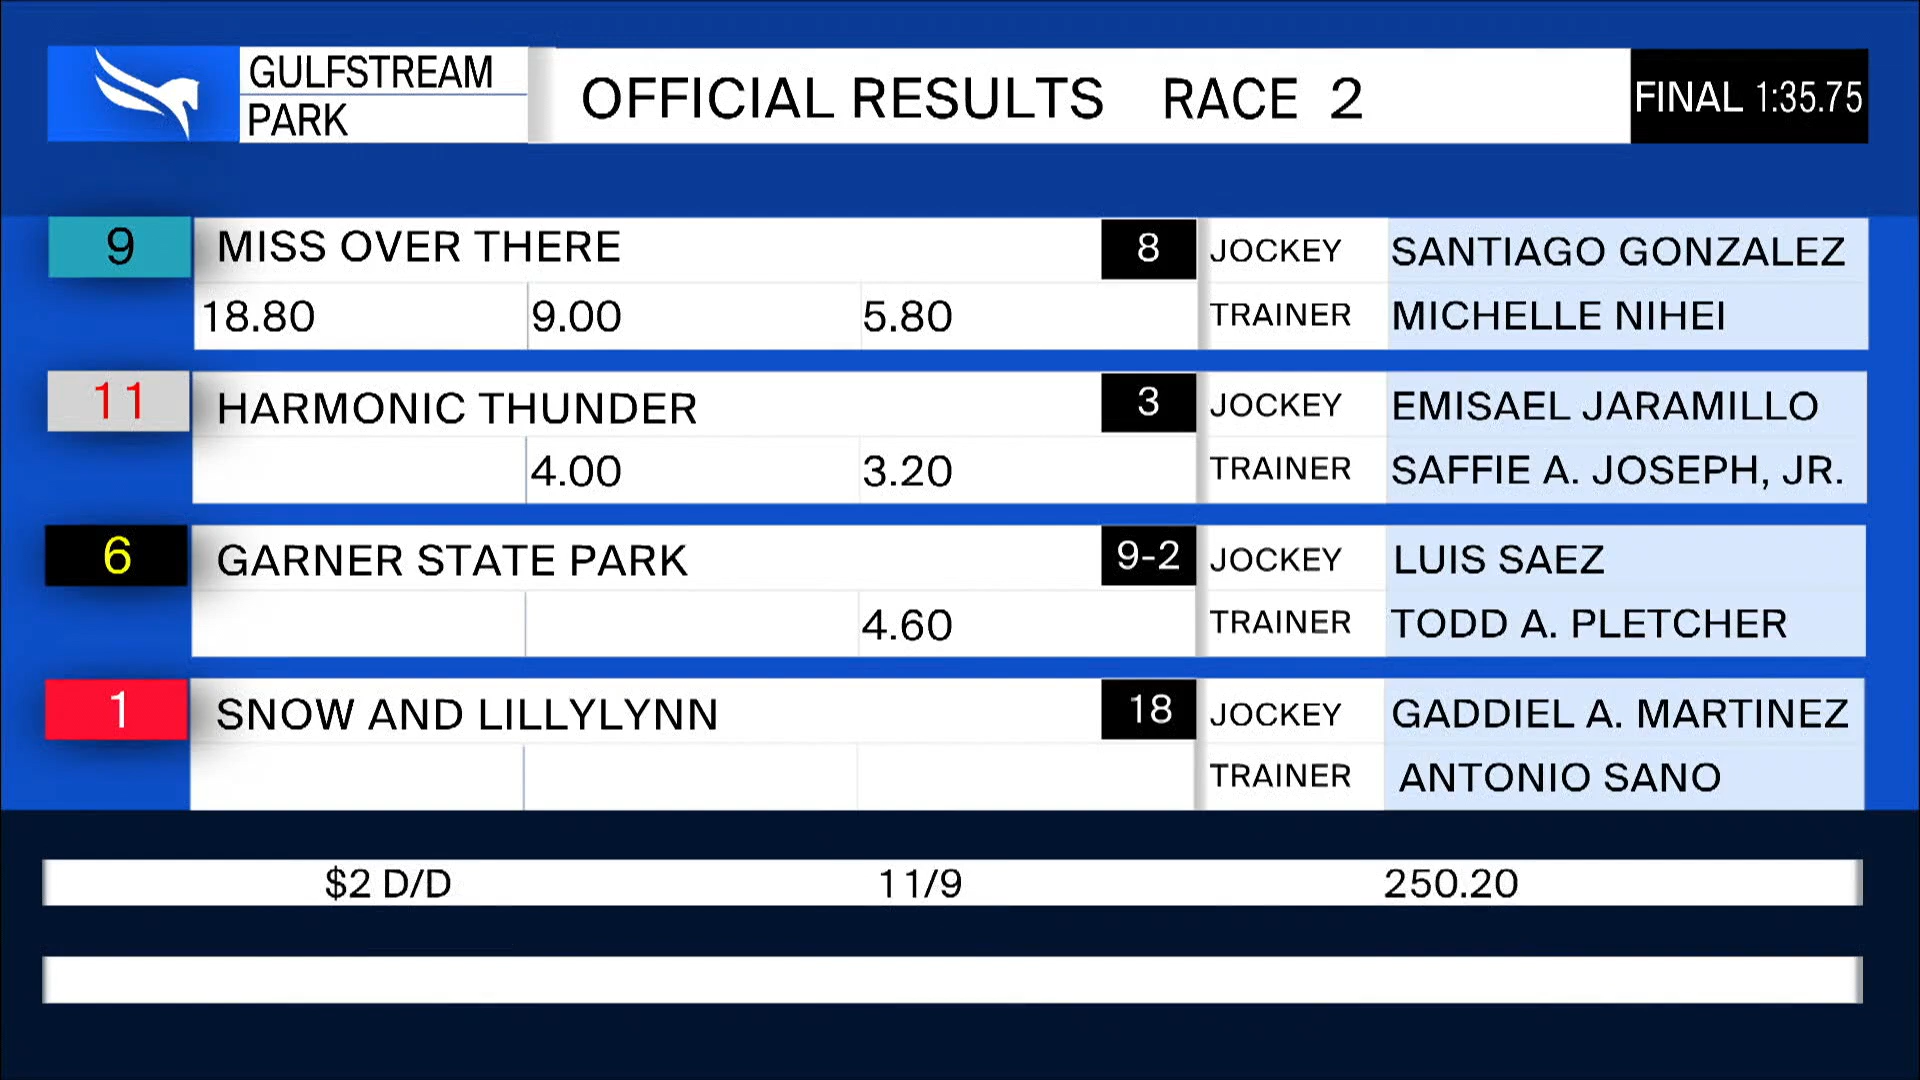 GULFSTREAM
PARK
OFFICIAL RESULTS RACE 2
FINAL 1:35.75
9 MISS OVER THERE 8 JOCKEY SANTIAGO GONZALEZ
18.80 9.00 5.80 TRAINER MICHELLE NIHEI
11 HARMONIC THUNDER 3 JOCKEY EMISAEL JARAMILLO
4.00 3.20 TRAINER SAFFIE A. JOSEPH, JR.
6 GARNER STATE PARK 9-2 JOCKEY LUIS SAEZ
4.60 TRAINER TODD A. PLETCHER
1 SNOW AND LILLYLYNN 18 JOCKEY GADDIEL A. MARTINEZ
TRAINER ANTONIO SANO
$2 D/D 11/9 250.20